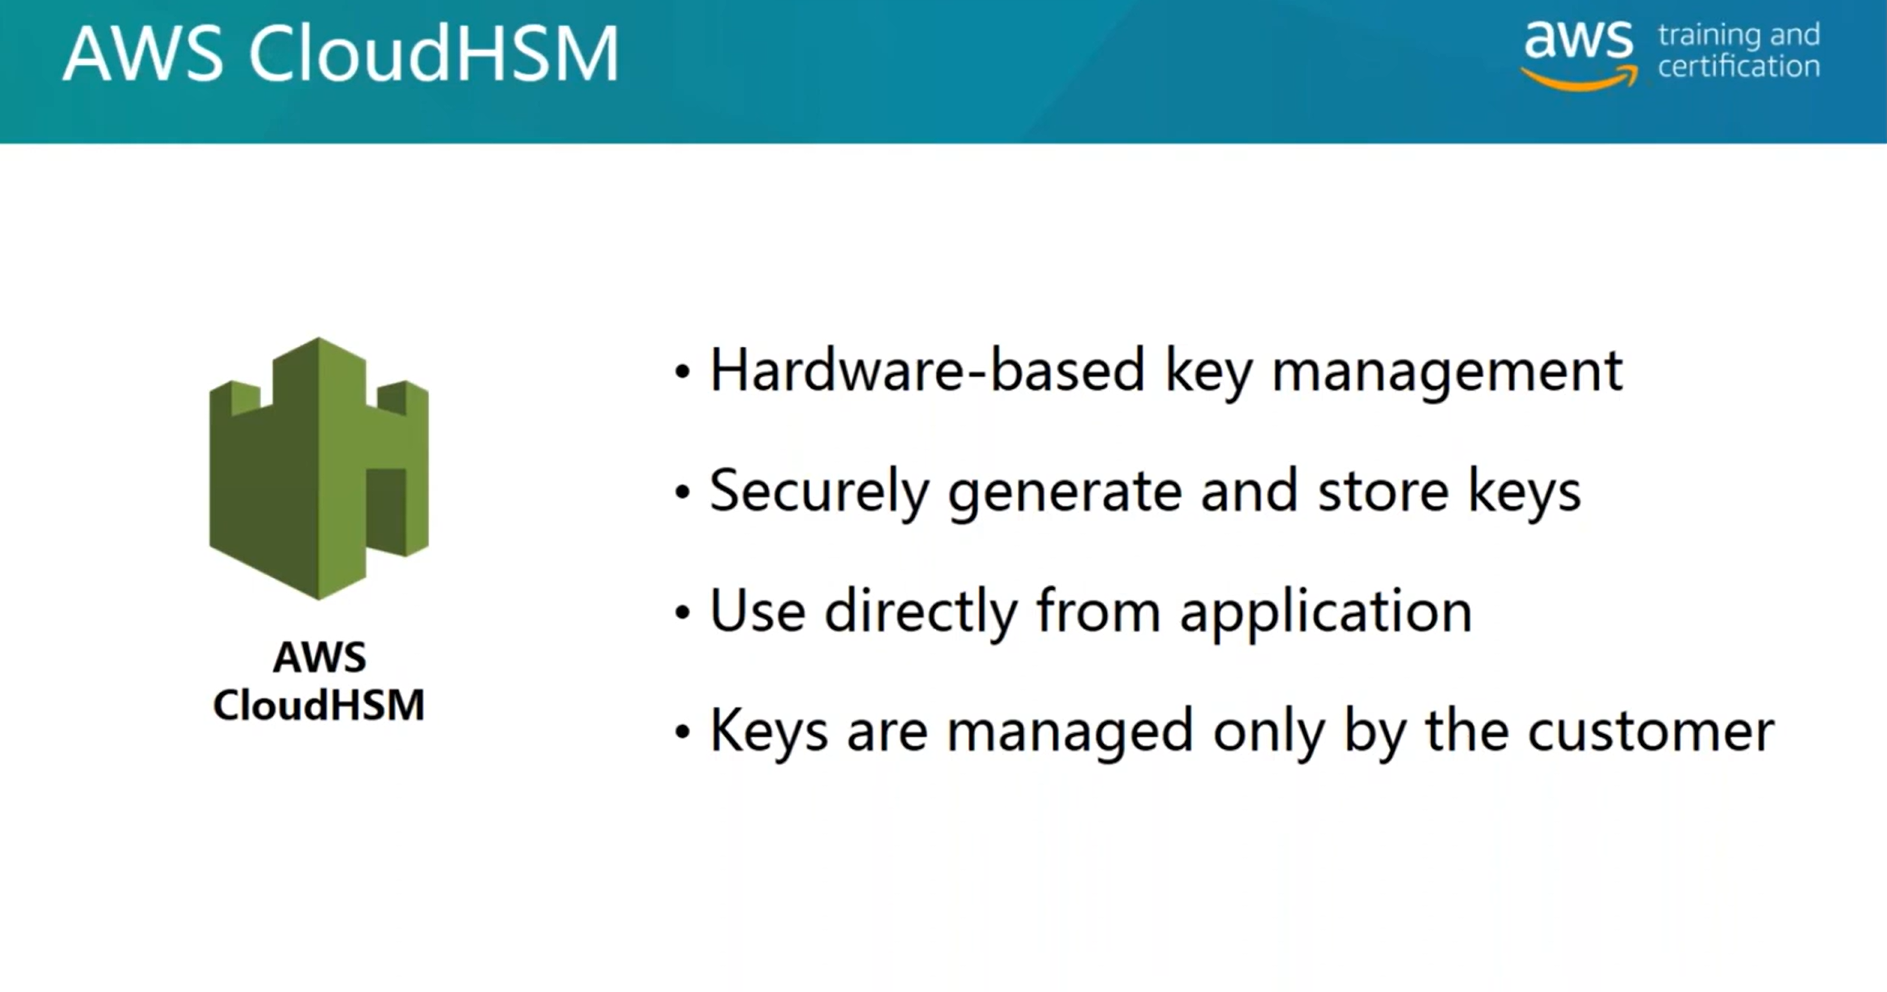 AWS CloudHSM
aws training and
certification
• Hardware-based key management
• Securely generate and store keys
• Use directly from application
• Keys are managed only by the customer
AWS
CloudHSM